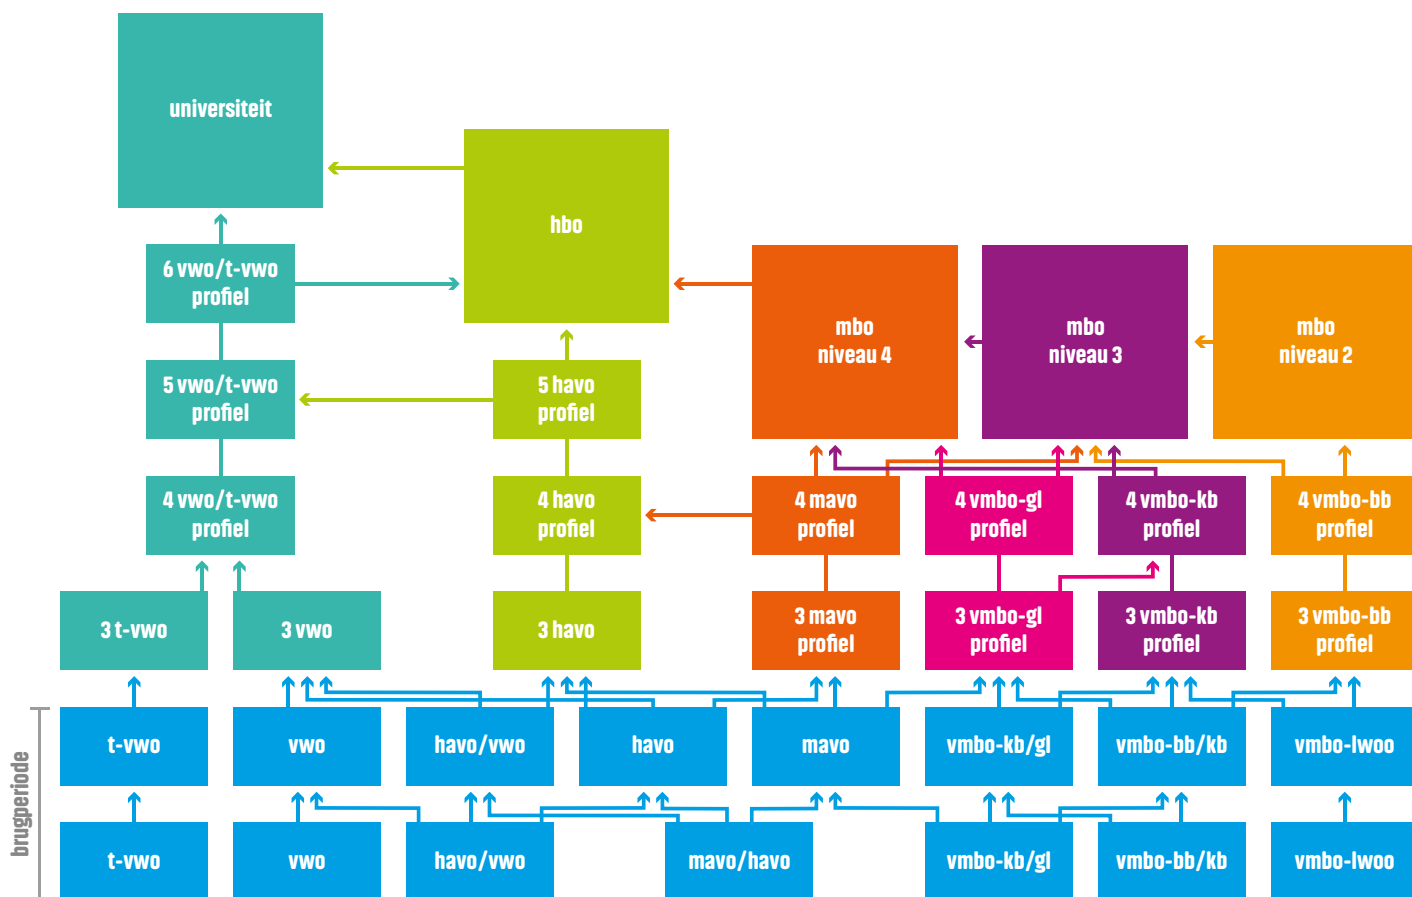 universiteit
hbo
6 vwo/t-vwo
profiel
mbo
niveau 4
mbo
niveau 3
mbo
niveau 2
5 vwo/t-vwo
profiel
5 havo
profiel
4 vwo/t-vwo
profiel
4 havo
profiel
4 mavo
profiel
4 vmbo-gl
profiel
4 vmbo-kb
profiel
4 vmbo-bb
profiel
3 t-vwo
3 vwo
3 havo
3 mavo
profiel
3 vmbo-gl
profiel
3 vmbo-kb
profiel
3 vmbo-bb
profiel
brugperiode
t-vwo
vwo
havo/vwo
havo
mavo
vmbo-kb/gl
vmbo-bb/kb
vmbo-lwoo
t-vwo
vwo
havo/vwo
mavo/havo
vmbo-kb/gl
vmbo-bb/kb
vmbo-lwoo